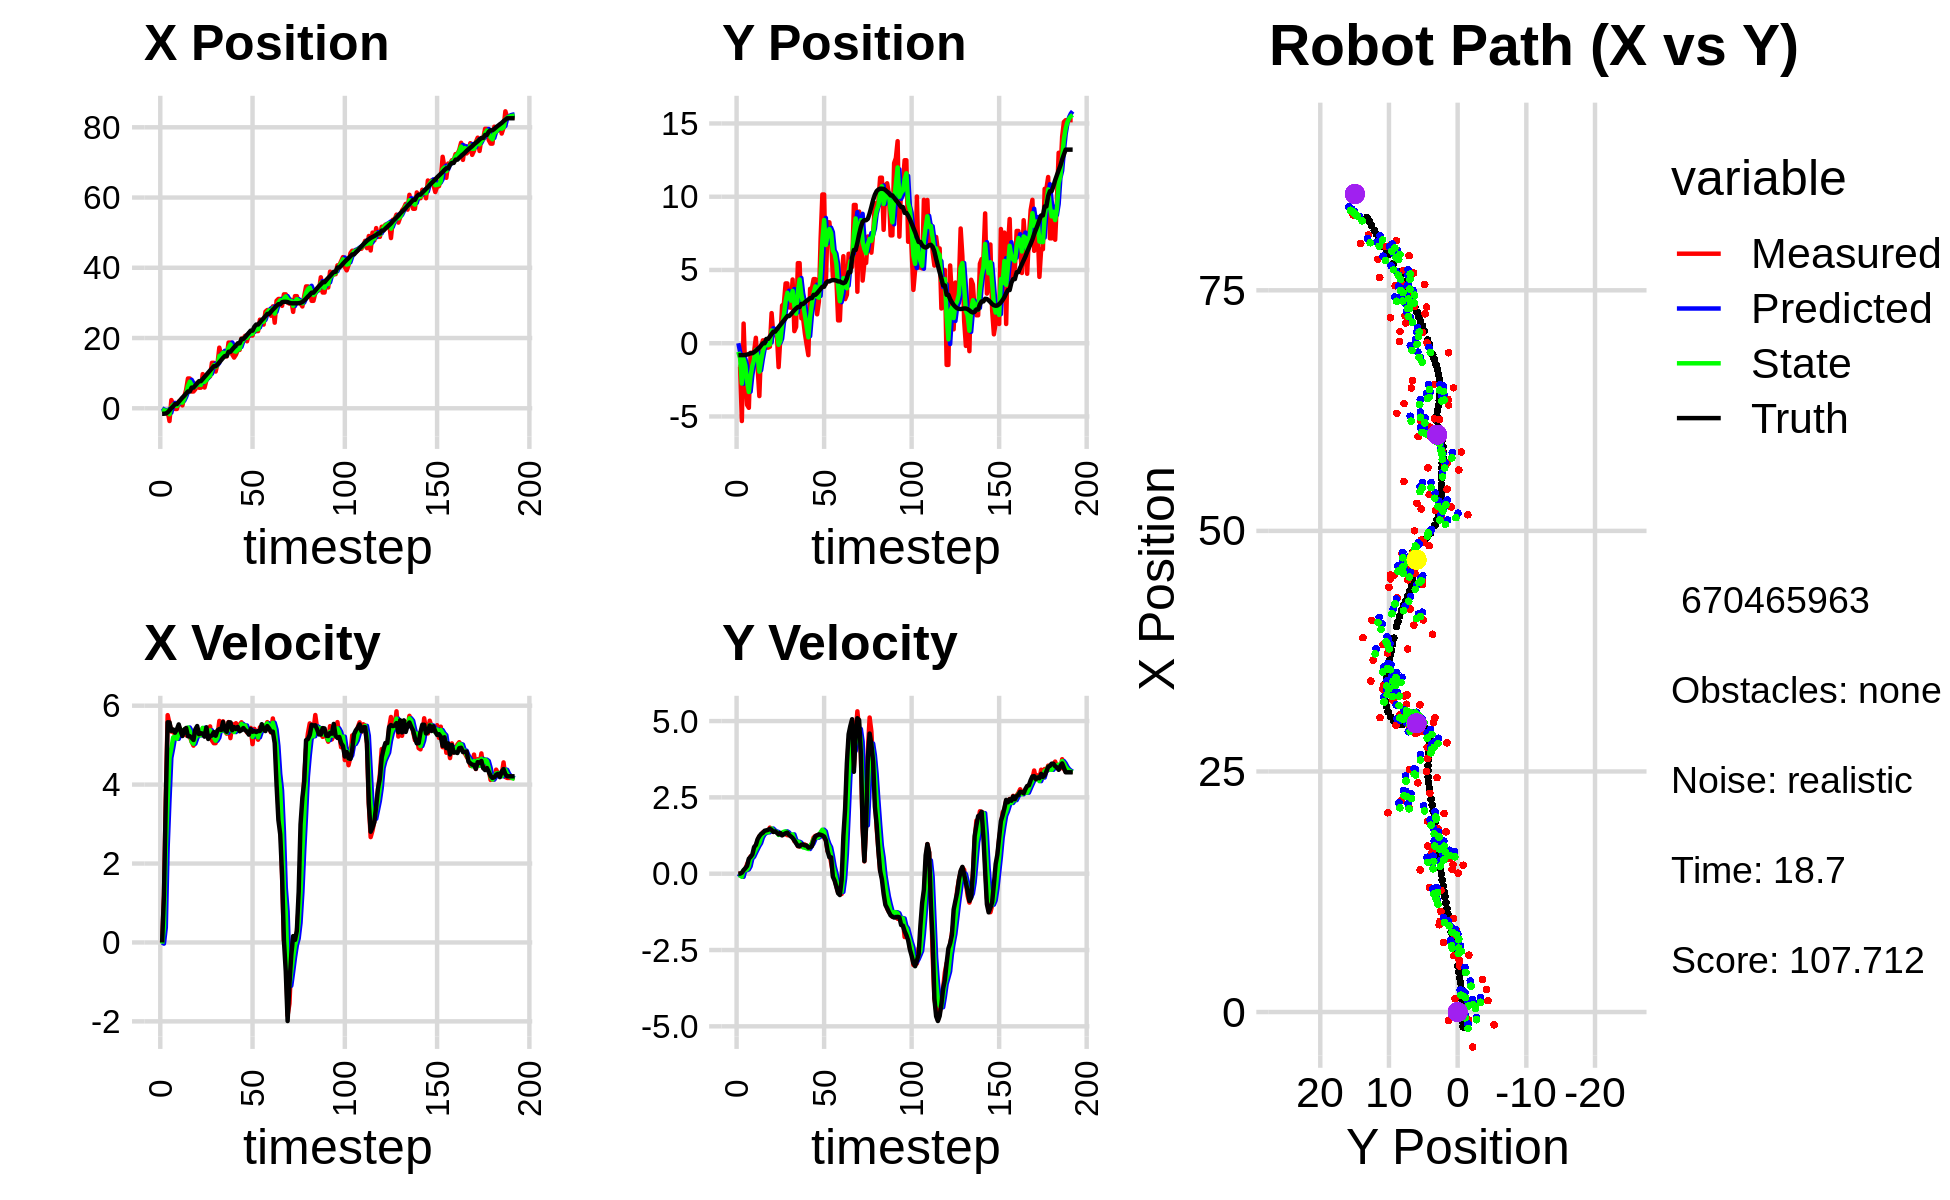 X Position
80
60
40
20
0
0
50
100
150
200
timestep
Y Position
15
10
5
0
-5
0
50
100
150
200
timestep
X Velocity
6
4
2
0
-2
0
50
100
150
200
timestep
Y Velocity
5.0
2.5
0.0
-2.5
-5.0
0
50
100
150
200
timestep
Robot Path (X vs Y)
X Position
75
50
25
0
20 10 0 -10 -20
Y Position
variable
Measured
Predicted
State
Truth
670465963
Obstacles: none
Noise: realistic
Time: 18.7
Score: 107.712